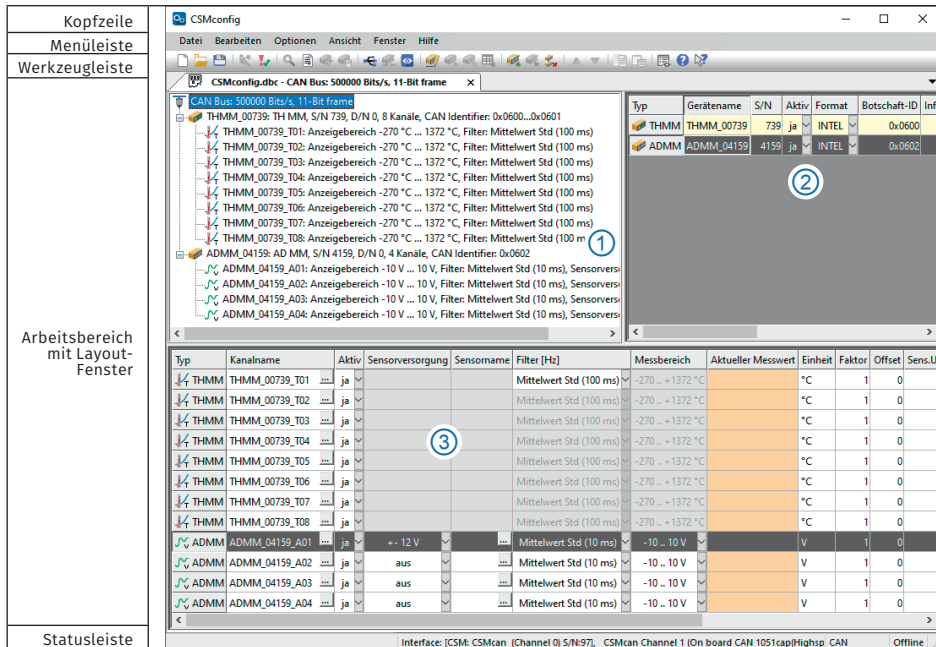 Kopfzeile
Menüleiste
Werkzeugleiste
Arbeitsbereich
mit Layout-
Fenster
Statusleiste
CSMconfig
Datei Bearbeiten Optionen Ansicht Fenster Hilfe
CSMconfig.dbc - CAN Bus: 500000 Bits/s, 11-Bit frame x
CAN Bus: 500000 Bits/s, 11-Bit frame
THMM_00739: TH MM, S/N 739, D/N 0, 8 Kanäle, CAN Identifier: 0x0600...0x0601
THMM_00739_T01: Anzeigebereich -270 °C ... 1372 °C, Filter: Mittelwert Std (100 ms)
THMM_00739_T02: Anzeigebereich -270 °C ... 1372 °C, Filter: Mittelwert Std (100 ms)
THMM_00739_T03: Anzeigebereich -270 °C ... 1372 °C, Filter: Mittelwert Std (100 ms)
THMM_00739_T04: Anzeigebereich -270 °C ... 1372 °C, Filter: Mittelwert Std (100 ms)
THMM_00739_T05: Anzeigebereich -270 °C ... 1372 °C, Filter: Mittelwert Std (100 ms)
THMM_00739_T06: Anzeigebereich -270 °C ... 1372 °C, Filter: Mittelwert Std (100 ms)
THMM_00739_T07: Anzeigebereich -270 °C ... 1372 °C, Filter: Mittelwert Std (100 ms)
THMM_00739_T08: Anzeigebereich -270 °C ... 1372 °C, Filter: Mittelwert Std (100 m
ADMM_04159: AD MM, S/N 4159, D/N 0, 4 Kanäle, CAN Identifier: 0x0602
ADMM_04159_A01: Anzeigebereich -10 V ... 10 V, Filter: Mittelwert Std (10 ms), Sensorvers
ADMM_04159_A02: Anzeigebereich -10 V ... 10 V, Filter: Mittelwert Std (10 ms), Sensorvers
ADMM_04159_A03: Anzeigebereich -10 V ... 10 V, Filter: Mittelwert Std (10 ms), Sensorvers
ADMM_04159_A04: Anzeigebereich -10 V ... 10 V, Filter: Mittelwert Std (10 ms), Sensorvers
1
Typ Gerätename S/N Aktiv Format Botschaft-ID Inf
THMM THMM_00739 739 ja INTEL 0x0600
ADMM ADMM_04159 4159 ja INTEL 0x0602
2
Typ Kanalname Aktiv Sensorversorgung Sensorname Filter [Hz] Messbereich Aktueller Messwert Einheit Faktor Offset Sens.U
THMM THMM_00739_T01 ... ja Mittelwert Std (100 ms) -270 .. +1372 °C °C 1 0
THMM THMM_00739_T02 ... ja Mittelwert Std (100 ms) -270 .. +1372 °C °C 1 0
THMM THMM_00739_T03 ... ja Mittelwert Std (100 ms) -270 .. +1372 °C °C 1 0
THMM THMM_00739_T04 ... ja Mittelwert Std (100 ms) -270 .. +1372 °C °C 1 0
THMM THMM_00739_T05 ... ja Mittelwert Std (100 ms) -270 .. +1372 °C °C 1 0
THMM THMM_00739_T06 ... ja Mittelwert Std (100 ms) -270 .. +1372 °C °C 1 0
THMM THMM_00739_T07 ... ja Mittelwert Std (100 ms) -270 .. +1372 °C °C 1 0
THMM THMM_00739_T08 ... ja Mittelwert Std (100 ms) -270 .. +1372 °C °C 1 0
3
ADMM ADMM_04159_A01 ... ja +- 12 V ... Mittelwert Std (10 ms) -10 .. 10 V V 1 0
ADMM ADMM_04159_A02 ... ja aus ... Mittelwert Std (10 ms) -10 .. 10 V V 1 0
ADMM ADMM_04159_A03 ... ja aus ... Mittelwert Std (10 ms) -10 .. 10 V V 1 0
ADMM ADMM_04159_A04 ... ja aus ... Mittelwert Std (10 ms) -10 .. 10 V V 1 0
Interface: [CSM: CSMcan (Channel 0) S/N:97], CSMcan Channel 1 (On board CAN 1051cap(Highsp CAN Offline